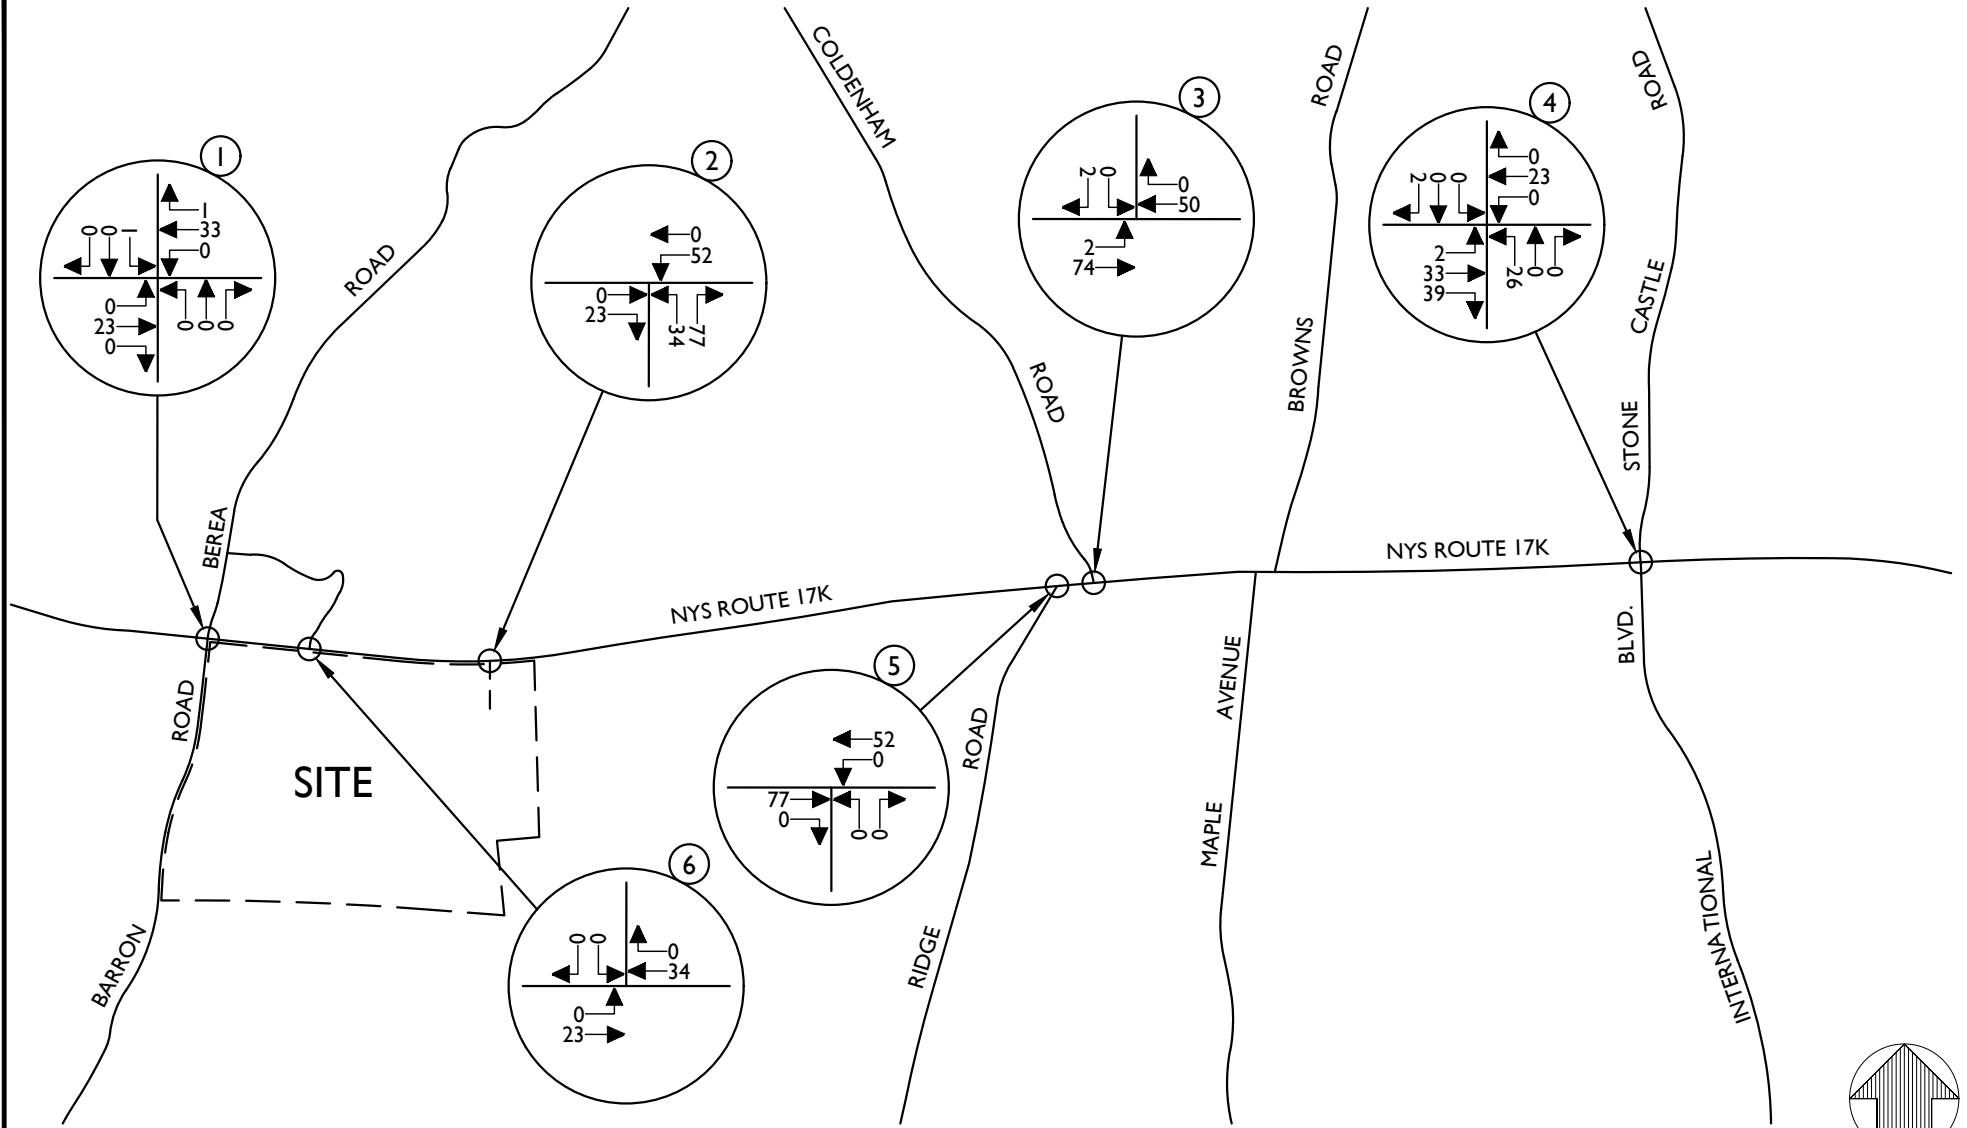 COLDENHAM
ROAD
BROWNS
ROAD
STONE
CASTLE
ROAD
BEREA
ROAD
NYS ROUTE 17K
NYS ROUTE 17K
BARRON
ROAD
SITE
RIDGE
ROAD
MAPLE
AVENUE
INTERNATIONAL
BLVD.
1
0 0 1
1
33
0
0
23
0
0 0 0
2
0
52
0
23
34 77
3
2 0
0
50
2
74
4
2 0 0
0
23
0
2
33
39
26 0 0
5
52
0
77
0
0 0
6
0 0
0
34
0
23